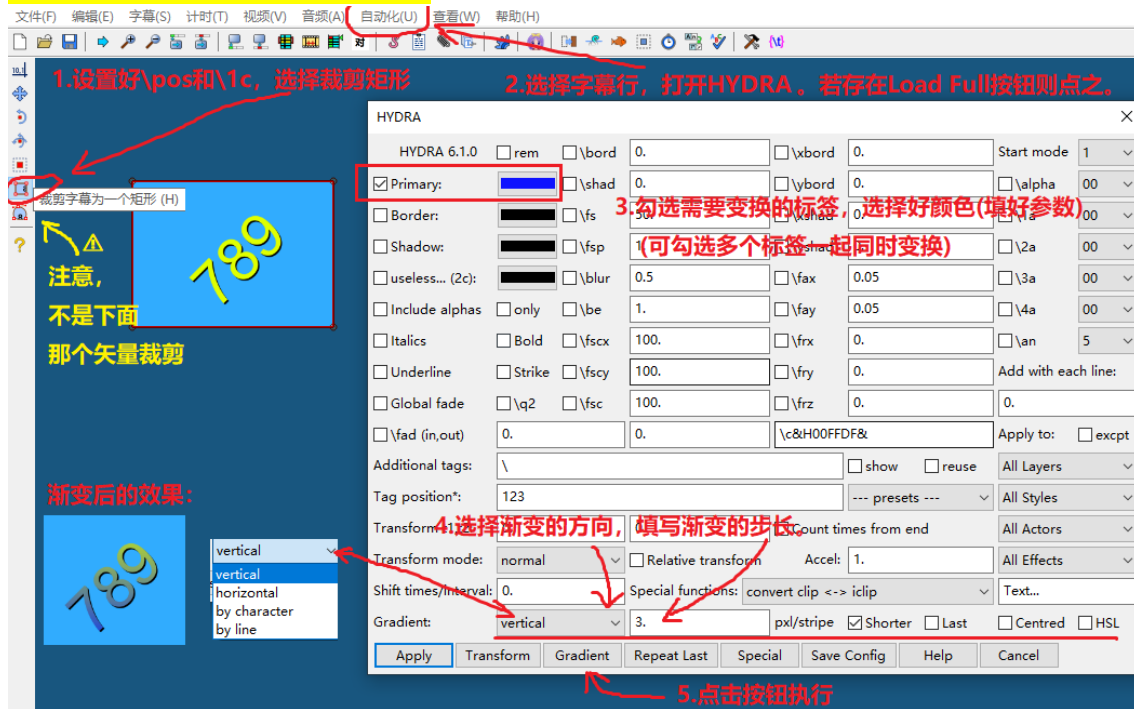 文件(F) 编辑(E) 字幕(S) 计时(T) 视频(V) 音频(A) 自动化(U) 查看(W) 帮助(H)
1.设置好\pos和\1c，选择裁剪矩形
2.选择字幕行，打开HYDRA 。若存在Load Full按钮则点之。
裁剪字幕为一个矩形 (H)
789
注意，
不是下面
那个矢量裁剪
渐变后的效果：
789
vertical
vertical
horizontal
by character
by line
HYDRA
HYDRA 6.1.0 rem \bord 0. \xbord 0. Start mode 1
Primary: \shad 0. \ybord 0. \alpha 00
3.勾选需要变换的标签，选择好颜色(填好参数)
Border: \fs \xshad 0. 00
(可勾选多个标签一起同时变换)
Shadow: \fsp \2a 00
useless... (2c): \blur 0.5 \fax 0.05 \3a 00
Include alphas only \be 1. \fay 0.05 \4a 00
Italics Bold \fscx 100. \frx 0. \an 5
Underline Strike \fscy 100. \fry 0. Add with each line:
Global fade \q2 \fsc 100. \frz 0. 0.
\fad (in,out) 0. 0. \c&H00FFDF& Apply to: excpt
Additional tags: \ show reuse All Layers
Tag position*: 123 --- presets --- All Styles
4.选择渐变的方向，填写渐变的步长。
Transform Count times from end All Actors
Transform mode: normal Relative transform Accel: 1. All Effects
Shift times/interval: 0. Special functions: convert clip <-> iclip Text...
Gradient: vertical 3. pxl/stripe Shorter Last Centred HSL
Apply Transform Gradient Repeat Last Special Save Config Help Cancel
5.点击按钮执行